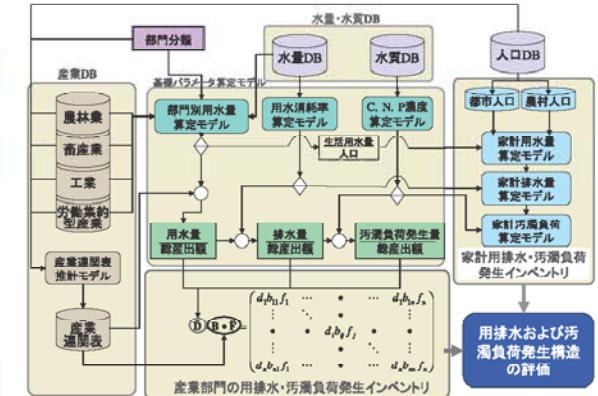 水量・水質DB
部門分類
水量DB
水質DB
人口DB
産業DB
基礎パラメータ算定モデル
農林業
畜産業
工業
労働集約
型産業
部門別用水量
算定モデル
用水消耗率
算定モデル
C, N, P濃度
算定モデル
都市人口
農村人口
生活用水量
人口
家計用水量
算定モデル
家計排水量
算定モデル
家計汚濁負荷
算定モデル
用水量
総産出額
排水量
総産出額
汚濁負荷発生量
総産出額
家計用排水・汚濁負荷
発生インベントリ
産業連関表
推計モデル
産業
連関表
D B・F =
d₁b₁₁f₁ ⋯ • ⋯ d₁b₁ₙfₙ
⋮ ⋱ ⋮
• dᵢbᵢⱼfⱼ •
⋮ ⋱ ⋮
dₙbₙ₁f₁ ⋯ • ⋯ dₙbₙₙfₙ
産業部門の用排水・汚濁負荷発生インベントリ
用排水および汚
濁負荷発生構造
の評価